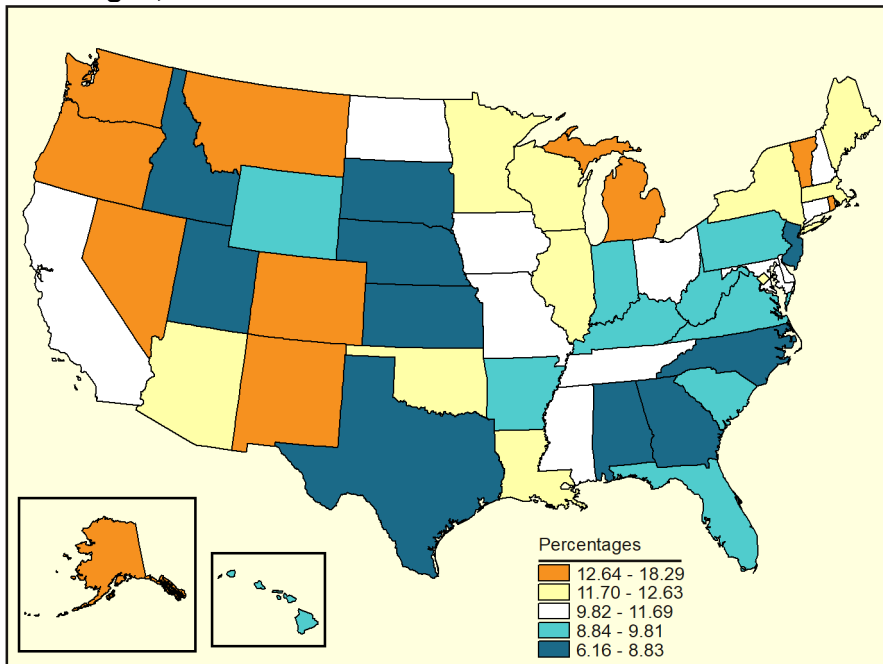 Percentages
12.64 - 18.29
11.70 - 12.63
9.82 - 11.69
8.84 - 9.81
6.16 - 8.83